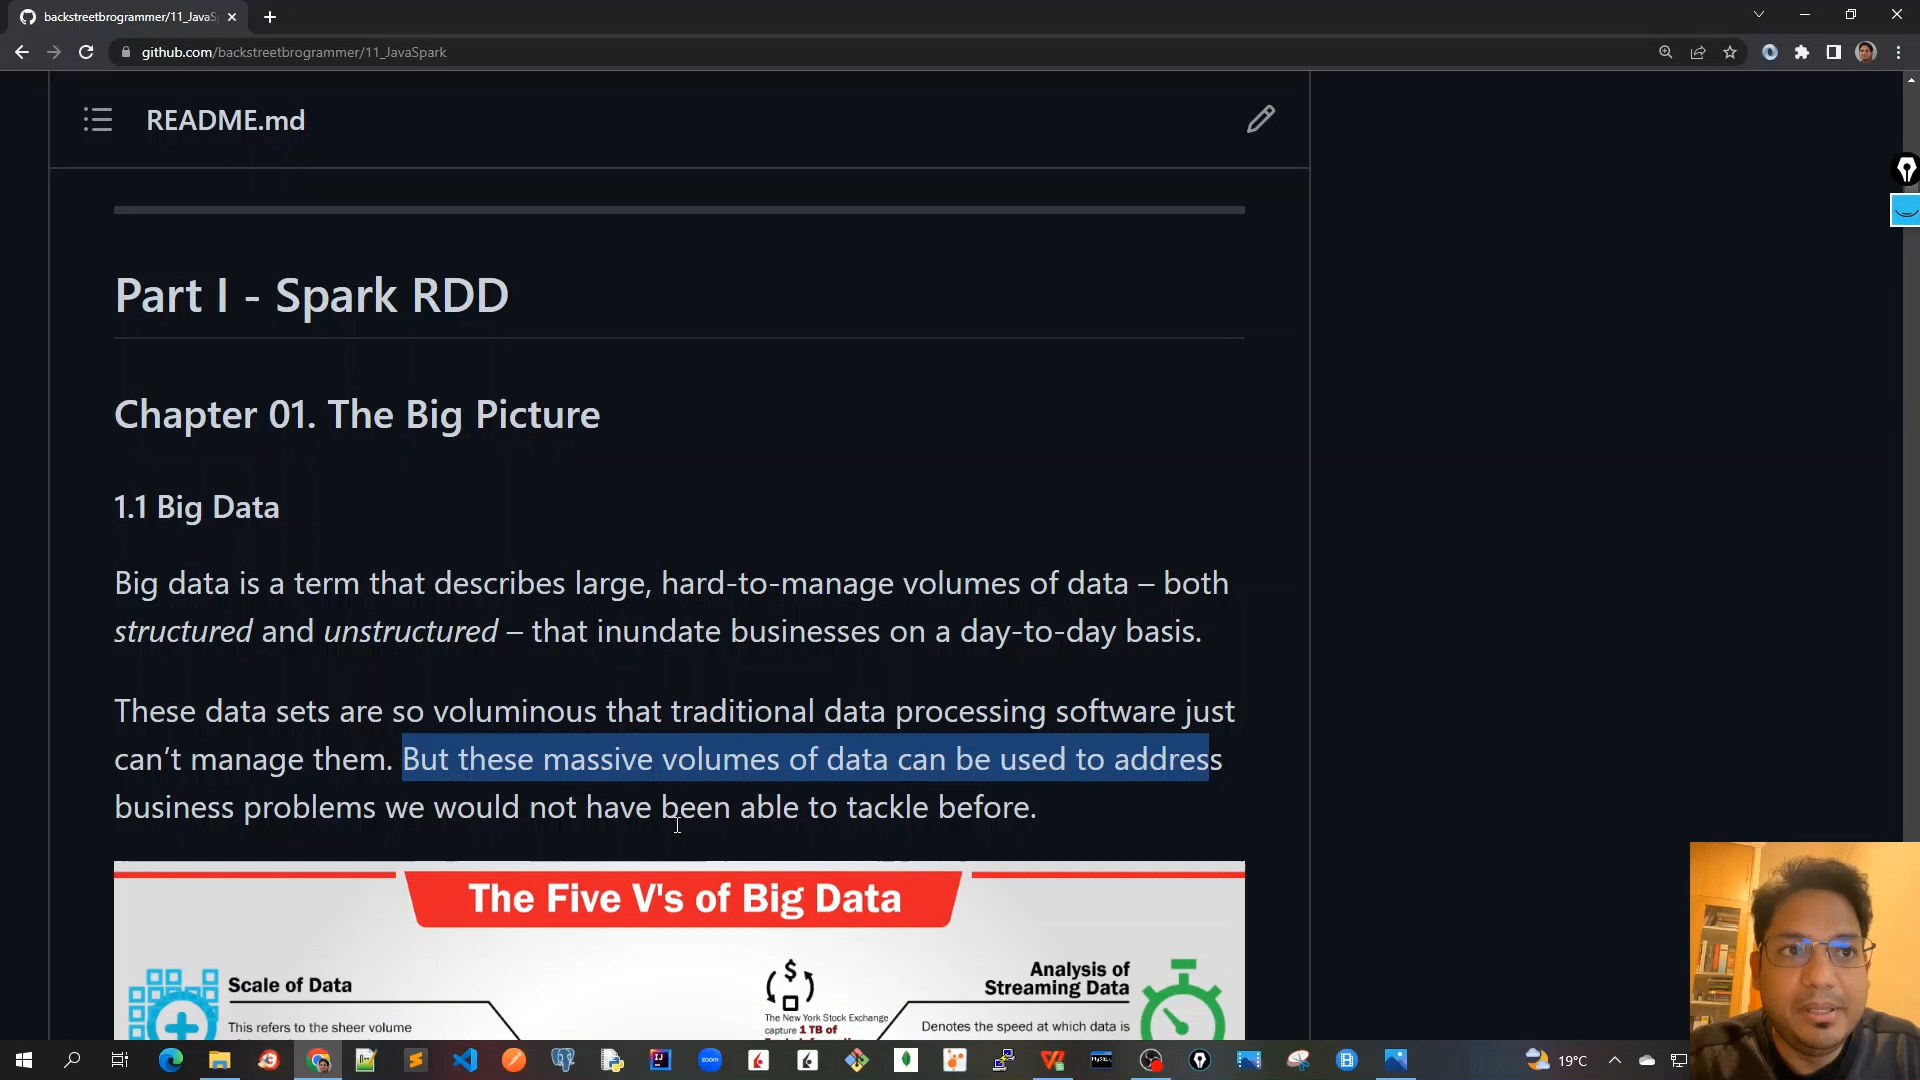 backstreetbrogrammer/11_JavaS
github.com/backstreetbrogrammer/11_JavaSpark
README.md
Part I - Spark RDD
Chapter 01. The Big Picture
1.1 Big Data
Big data is a term that describes large, hard-to-manage volumes of data – both
structured and unstructured – that inundate businesses on a day-to-day basis.
These data sets are so voluminous that traditional data processing software just
can’t manage them. But these massive volumes of data can be used to address
business problems we would not have been able to tackle before.
The Five V's of Big Data
Scale of Data
This refers to the sheer volume
$
The New York Stock Exchange
capture 1 TB of
Analysis of
Streaming Data
Denotes the speed at which data is
zoom
19°C